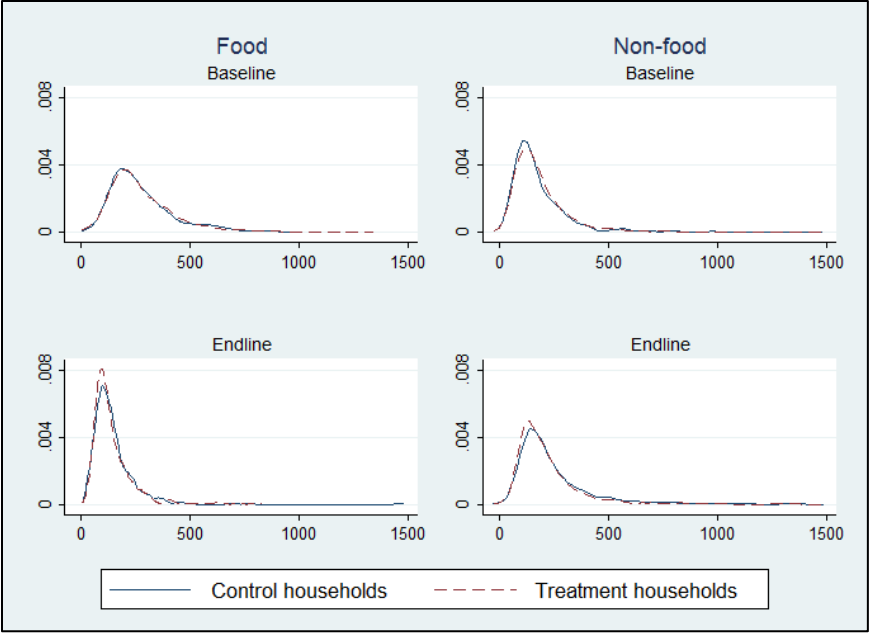 Food
Baseline
.008
.004
0
0 500 1000 1500
Non-food
Baseline
.008
.004
0
0 500 1000 1500
Endline
.008
.004
0
0 500 1000 1500
Endline
.008
.004
0
0 500 1000 1500
Control households
Treatment households